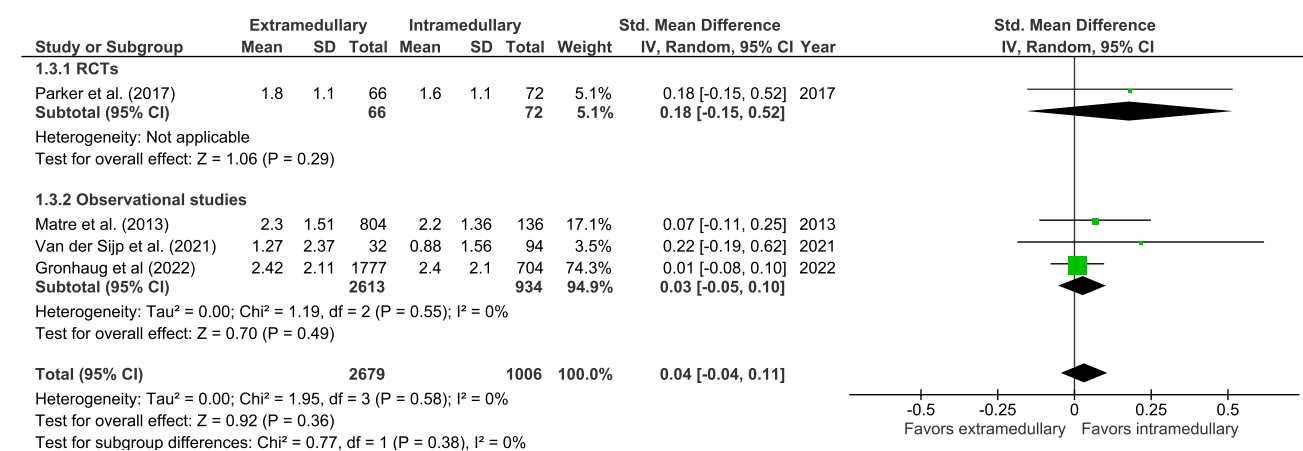 Extramedullary Intramedullary Std. Mean Difference Std. Mean Difference
Study or Subgroup Mean SD Total Mean SD Total Weight IV, Random, 95% CI Year IV, Random, 95% CI
1.3.1 RCTs
Parker et al. (2017) 1.8 1.1 66 1.6 1.1 72 5.1% 0.18 [-0.15, 0.52] 2017
Subtotal (95% CI) 66 72 5.1% 0.18 [-0.15, 0.52]
Heterogeneity: Not applicable
Test for overall effect: Z = 1.06 (P = 0.29)
1.3.2 Observational studies
Matre et al. (2013) 2.3 1.51 804 2.2 1.36 136 17.1% 0.07 [-0.11, 0.25] 2013
Van der Sijp et al. (2021) 1.27 2.37 32 0.88 1.56 94 3.5% 0.22 [-0.19, 0.62] 2021
Gronhaug et al (2022) 2.42 2.11 1777 2.4 2.1 704 74.3% 0.01 [-0.08, 0.10] 2022
Subtotal (95% CI) 2613 934 94.9% 0.03 [-0.05, 0.10]
Heterogeneity: Tau² = 0.00; Chi² = 1.19, df = 2 (P = 0.55); I² = 0%
Test for overall effect: Z = 0.70 (P = 0.49)
Total (95% CI) 2679 1006 100.0% 0.04 [-0.04, 0.11]
Heterogeneity: Tau² = 0.00; Chi² = 1.95, df = 3 (P = 0.58); I² = 0%
Test for overall effect: Z = 0.92 (P = 0.36)
Test for subgroup differences: Chi² = 0.77, df = 1 (P = 0.38), I² = 0%
-0.5 -0.25 0 0.25 0.5
Favors extramedullary Favors intramedullary